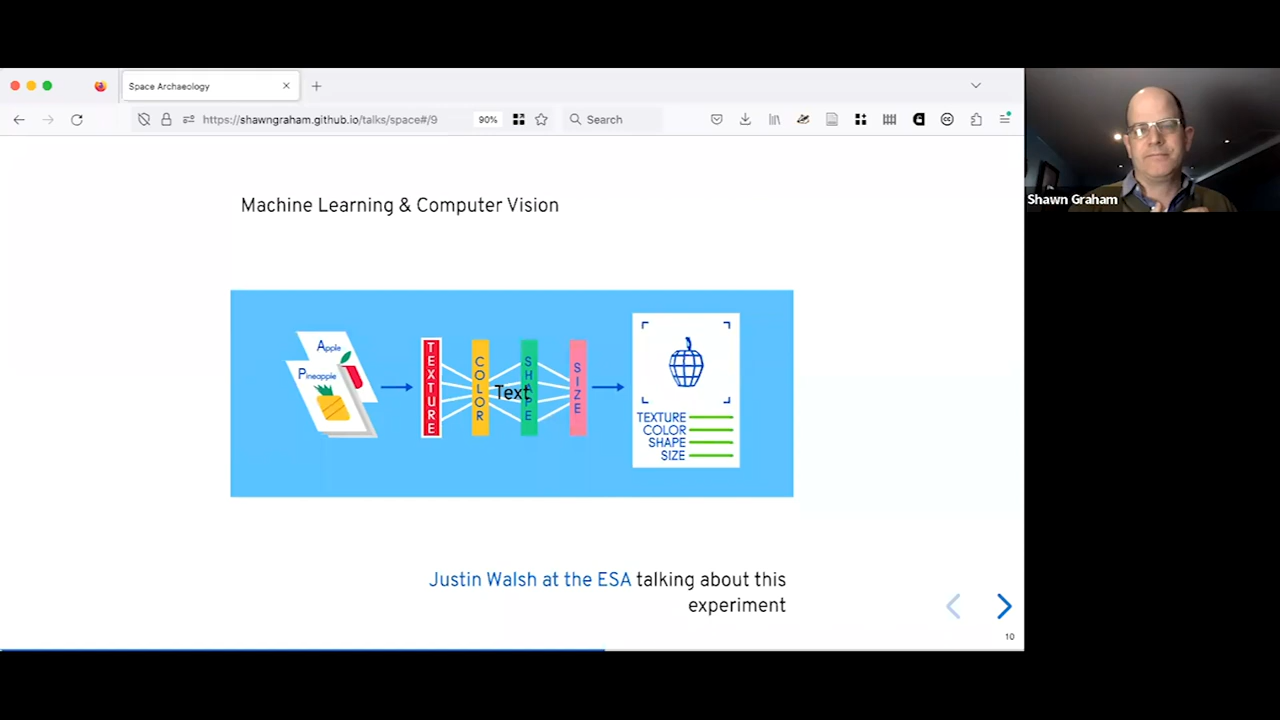 Space Archaeology
https://shawngraham.github.io/talks/space#/9
90%
Search
Shawn Graham
Machine Learning & Computer Vision
Apple
Pineapple
TEXTURE
COLOR
SHAPE
Text
SIZE
TEXTURE
COLOR
SHAPE
SIZE
Justin Walsh at the ESA talking about this
experiment
10